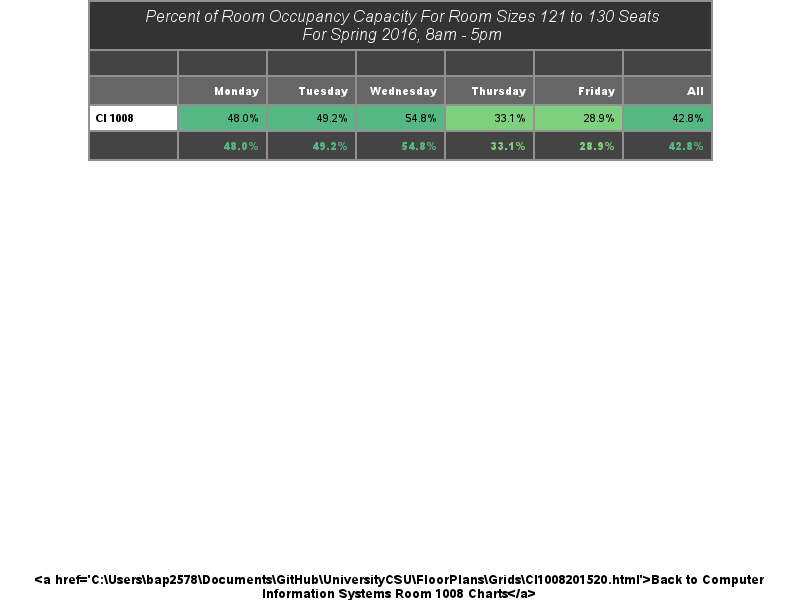 Percent of Room Occupancy Capacity For Room Sizes 121 to 130 Seats
For Spring 2016, 8am - 5pm
Monday Tuesday Wednesday Thursday Friday All
CI 1008 48.0% 49.2% 54.8% 33.1% 28.9% 42.8%
48.0% 49.2% 54.8% 33.1% 28.9% 42.8%
<a href='C:\Users\bap2578\Documents\GitHub\UniversityCSU\FloorPlans\Grids\CI1008201520.html'>Back to Computer
Information Systems Room 1008 Charts</a>